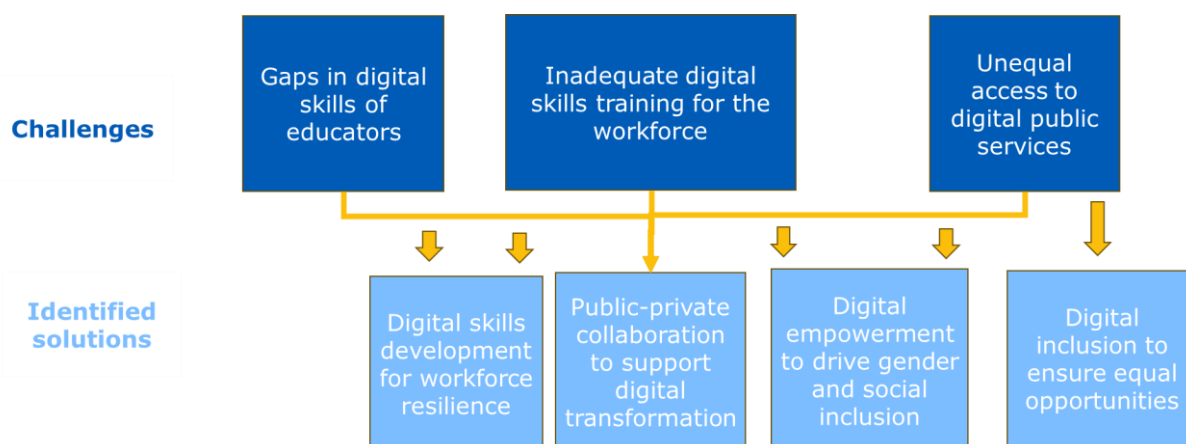 Challenges
Gaps in digital
skills of
educators
Inadequate digital
skills training for the
workforce
Unequal
access to
digital public
services
Identified
solutions
Digital skills
development
for workforce
resilience
Public-private
collaboration
to support
digital
transformation
Digital
empowerment
to drive gender
and social
inclusion
Digital
inclusion to
ensure equal
opportunities